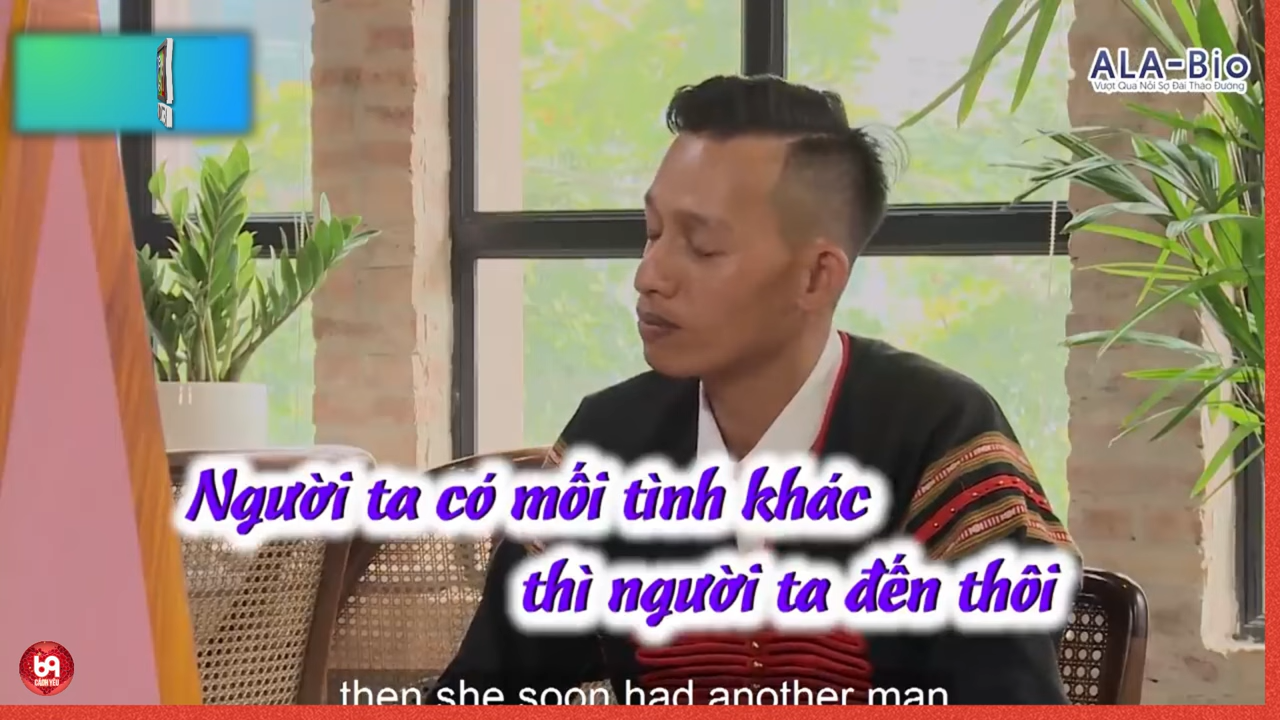 ALA-Bio
Vượt Qua Nỗi Sợ Đái Tháo Đường
Người ta có mối tình khác
thì người ta đến thôi
then she soon had another man